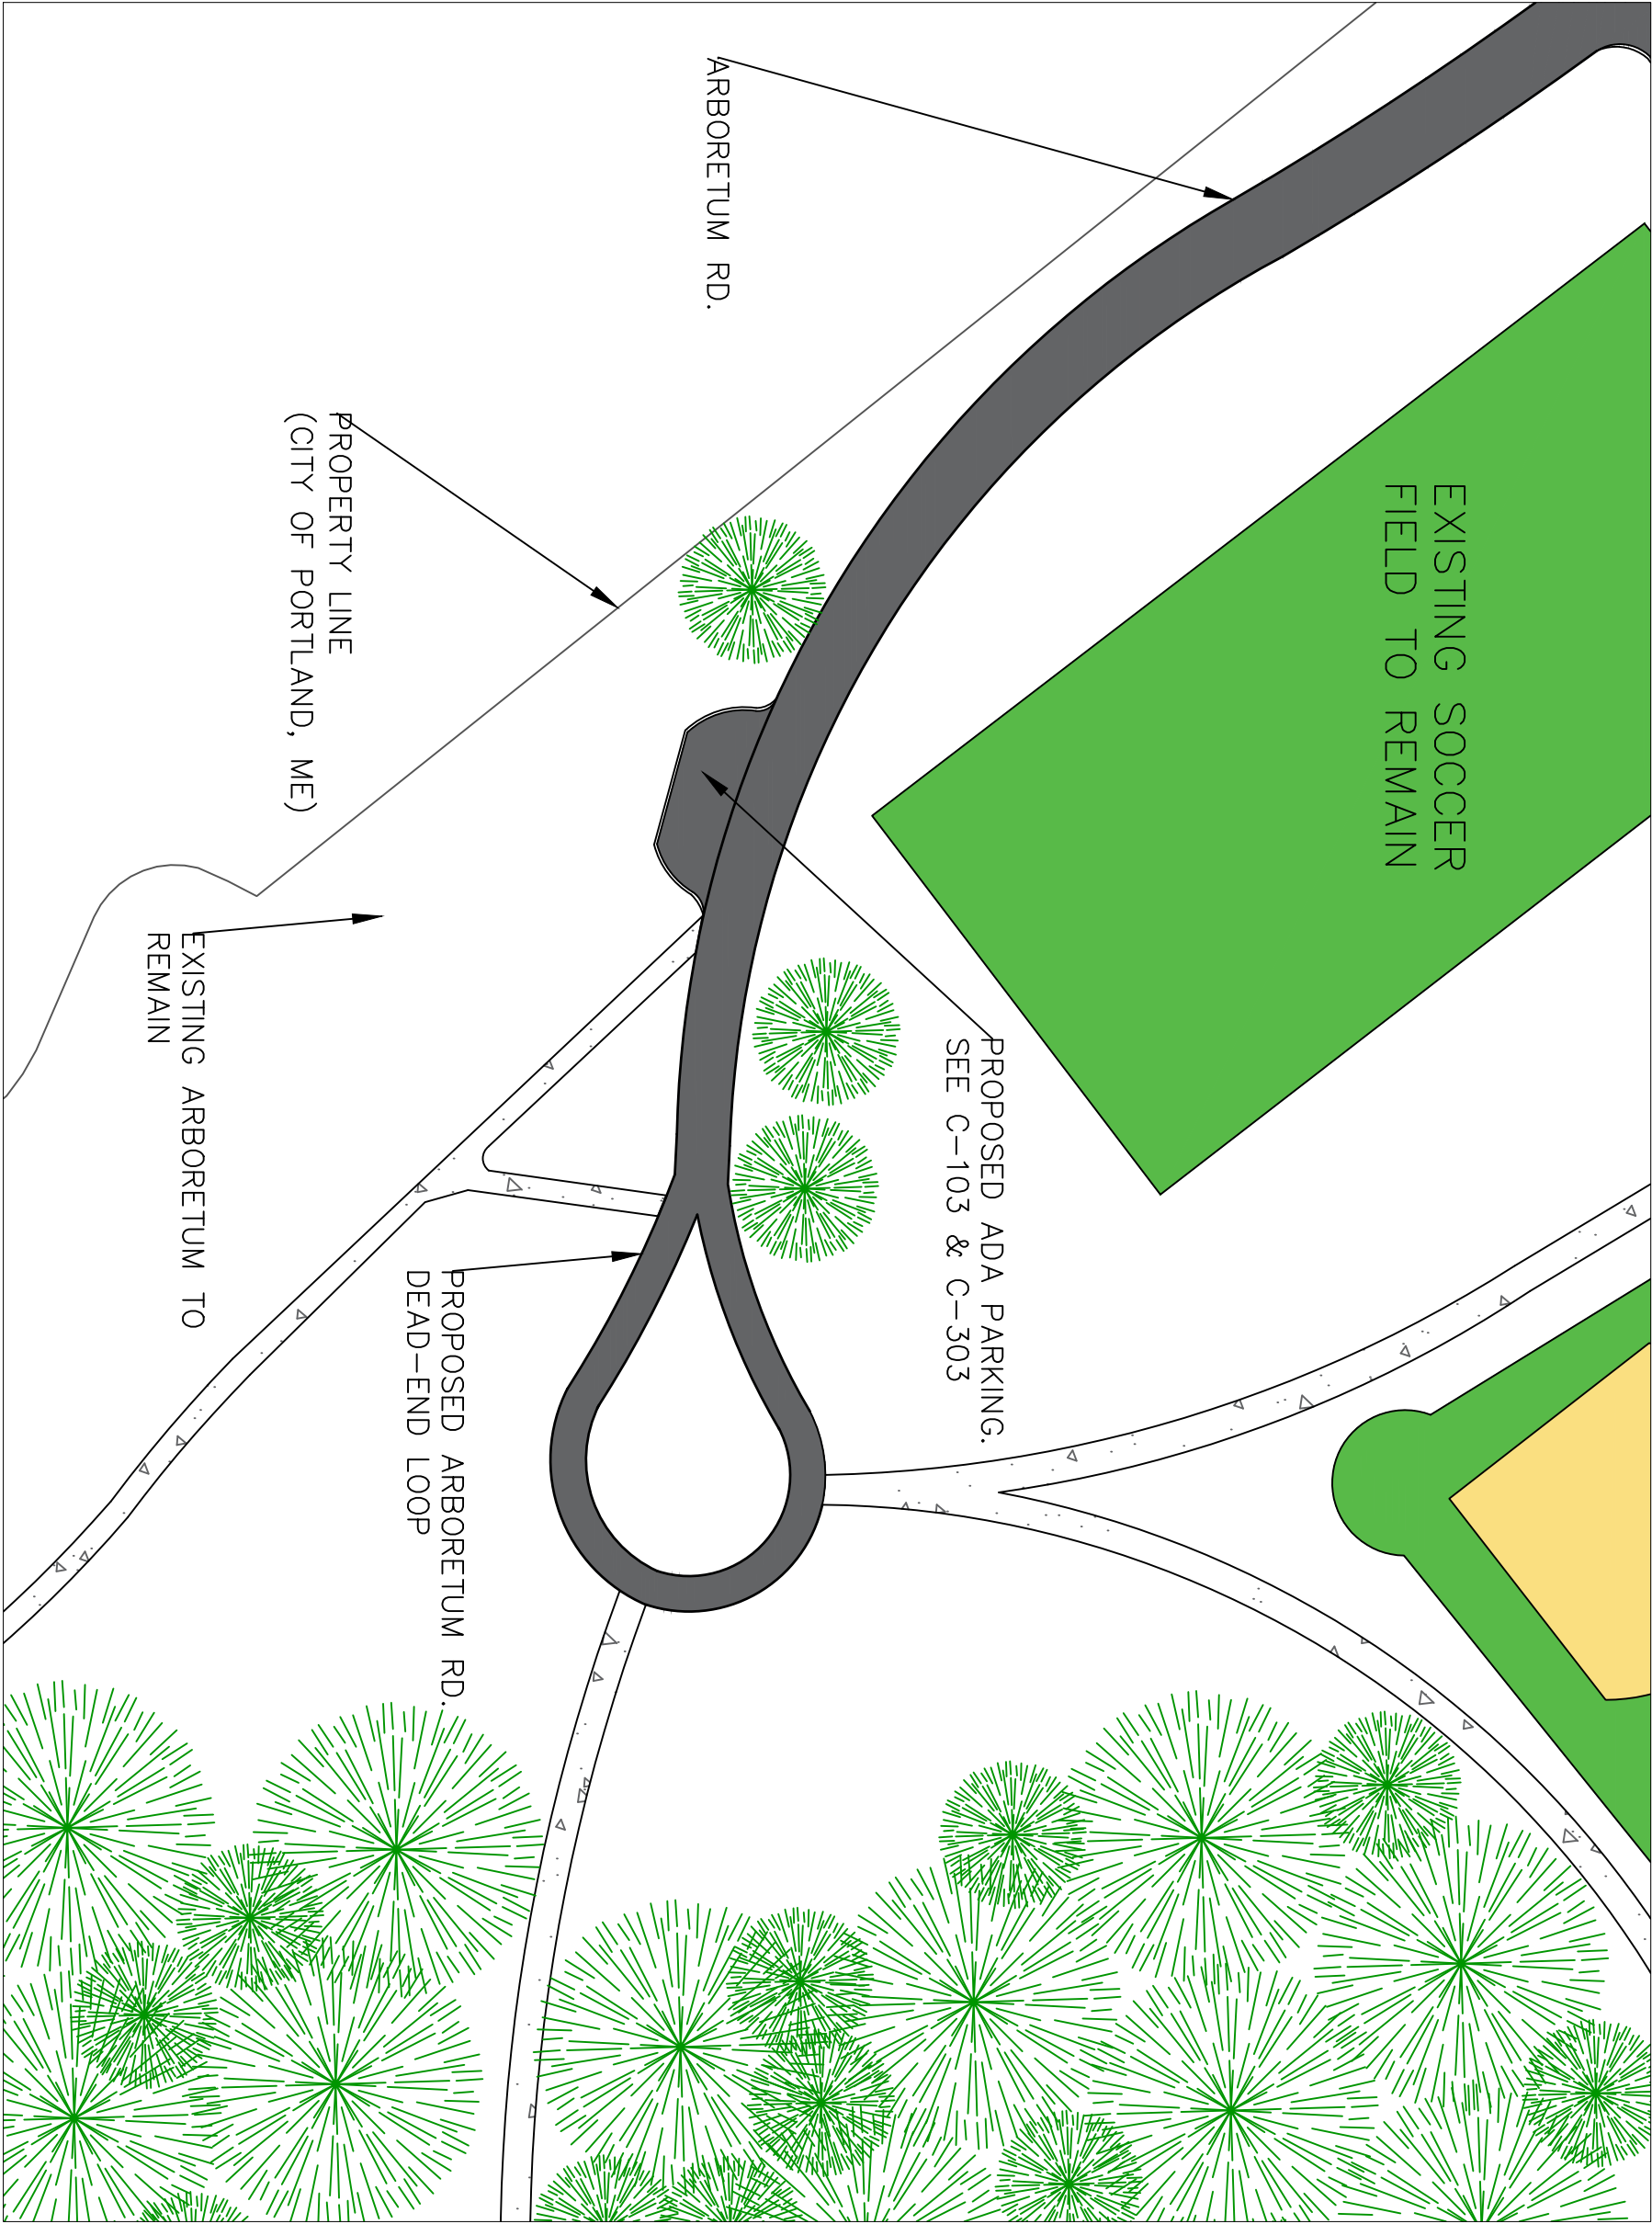 ARBORETUM RD.
EXISTING SOCCER
FIELD TO REMAIN
PROPERTY LINE
(CITY OF PORTLAND, ME)
PROPOSED ADA PARKING.
SEE C-103 & C-303
EXISTING ARBORETUM TO
REMAIN
PROPOSED ARBORETUM RD.
DEAD-END LOOP